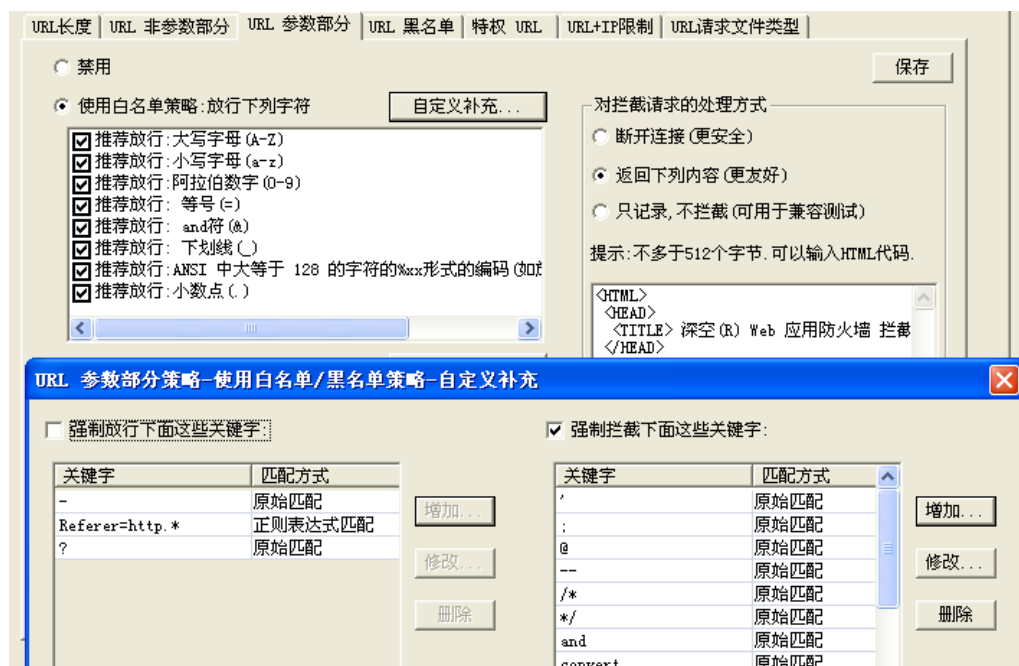 URL长度 URL 非参数部分 URL 参数部分 URL 黑名单 特权 URL URL+IP限制 URL请求文件类型
禁用
保存
使用白名单策略:放行下列字符
自定义补充...
推荐放行:大写字母(A-Z)
推荐放行:小写字母(a-z)
推荐放行:阿拉伯数字(0-9)
推荐放行: 等号(=)
推荐放行: and符(&)
推荐放行: 下划线(_)
推荐放行:ANSI 中大等于 128 的字符的%xx形式的编码(如
推荐放行:小数点(.)
对拦截请求的处理方式
断开连接(更安全)
返回下列内容(更友好)
只记录,不拦截(可用于兼容测试)
提示:不多于512个字节.可以输入HTML代码.
<HTML>
<HEAD>
<TITLE> 深空(R) Web 应用防火墙 拦截
</HEAD>
URL 参数部分策略-使用白名单/黑名单策略-自定义补充
强制放行下面这些关键字:
关键字 匹配方式
- 原始匹配
Referer=http.* 正则表达式匹配
? 原始匹配
增加...
修改...
删除
强制拦截下面这些关键字:
关键字 匹配方式
' 原始匹配
; 原始匹配
@ 原始匹配
-- 原始匹配
/* 原始匹配
*/ 原始匹配
and 原始匹配
convert 原始匹配
增加...
修改...
删除